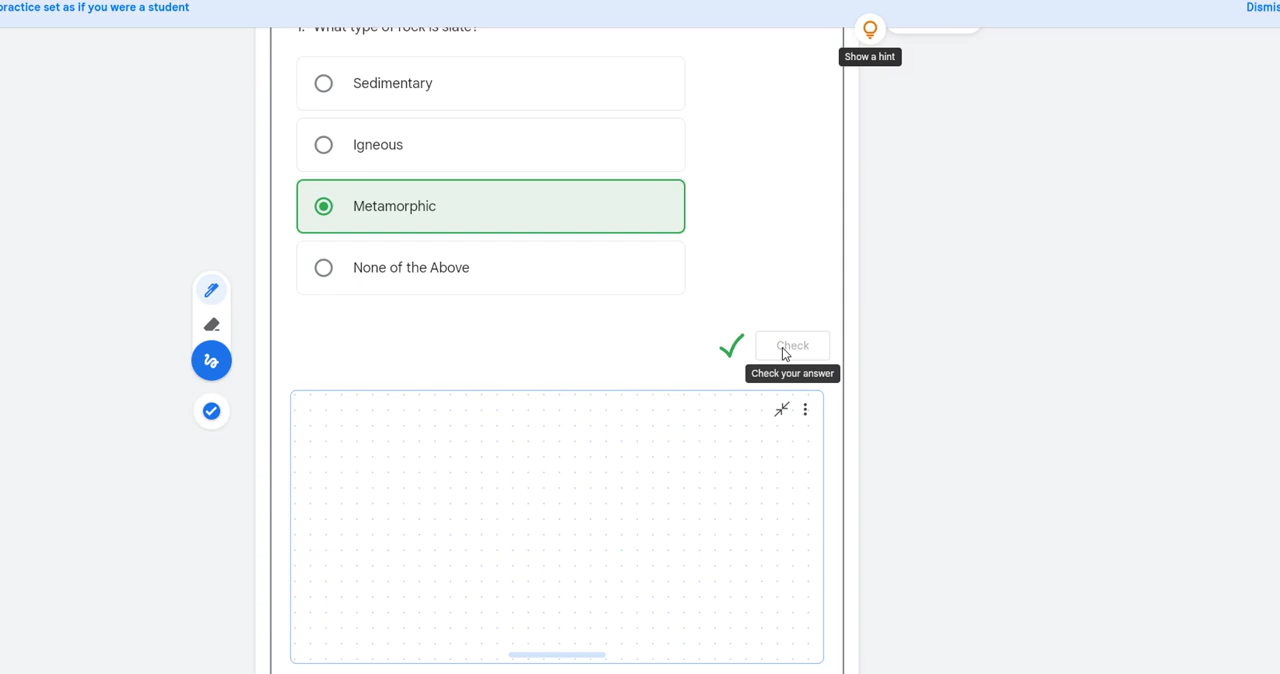 practice set as if you were a student
Dismis
1. What type of rock is slate?
Show a hint
Sedimentary
Igneous
Metamorphic
None of the Above
Check
Check your answer